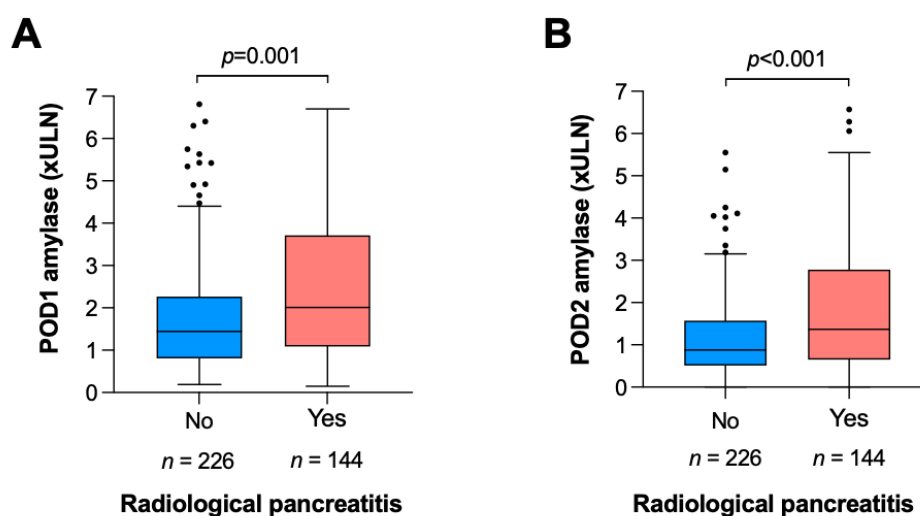 A
p=0.001
POD1 amylase (xULN)
7
6
5
4
3
2
1
0
No
Yes
n = 226
n = 144
Radiological pancreatitis
B
p<0.001
POD2 amylase (xULN)
7
6
5
4
3
2
1
0
No
Yes
n = 226
n = 144
Radiological pancreatitis